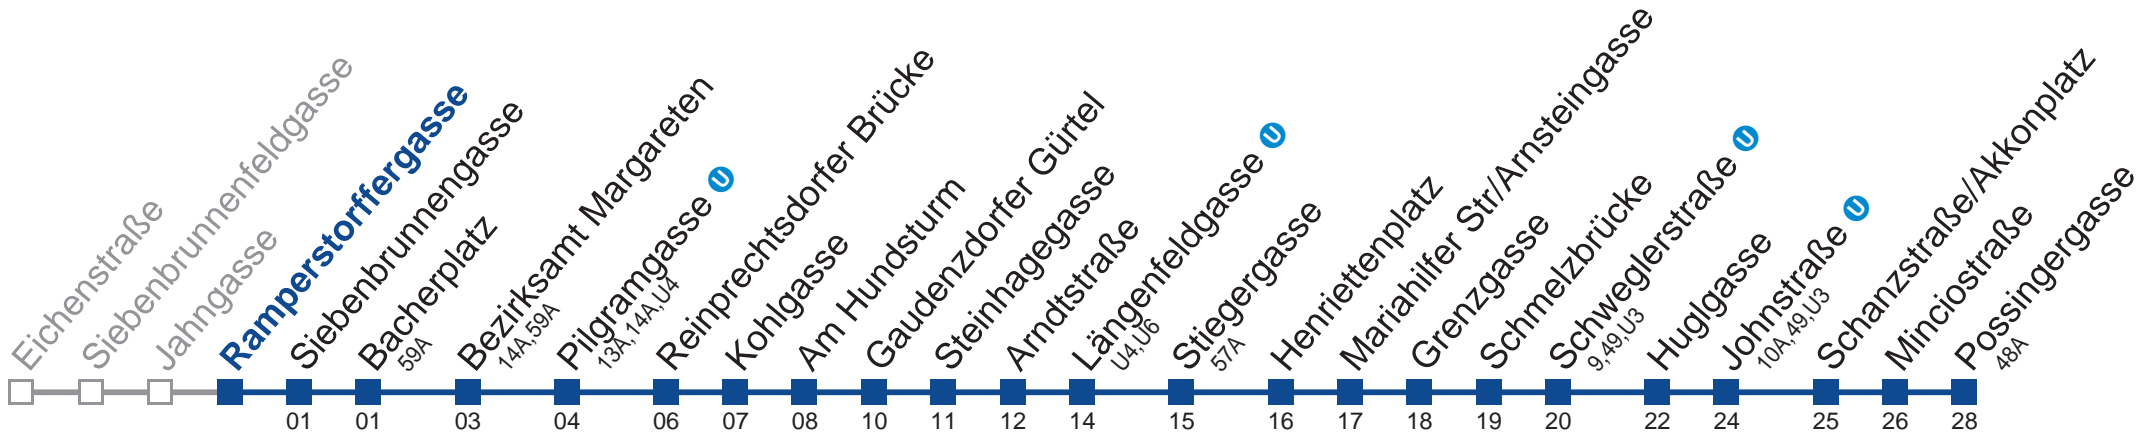 Eichenstraße
Siebenbrunnenfeldgasse
Jahngasse
Ramperstorffergasse
Siebenbrunnengasse
01
Bacherplatz
59A
01
Bezirksamt Margareten
14A,59A
03
Pilgramgasse U
13A, 14A,U4
04
Reinprechtsdorfer Brücke
06
Kohlgasse
07
Am Hundsturm
08
Gaudenzdorfer Gürtel
10
Steinhagegasse
11
Arndtstraße
12
Längenfeldgasse U
U4,U6
14
Stiegergasse
57A
15
Henriettenplatz
16
Mariahilfer Str/Arnsteingasse
17
Grenzgasse
18
Schmelzbrücke
19
Schweglerstraße U
9, 49,U3
20
Huglgasse
22
Johnstraße U
10A,49,U3
24
Schanzstraße/Akkonplatz
25
Minciostraße
26
Possingergasse
48A
28